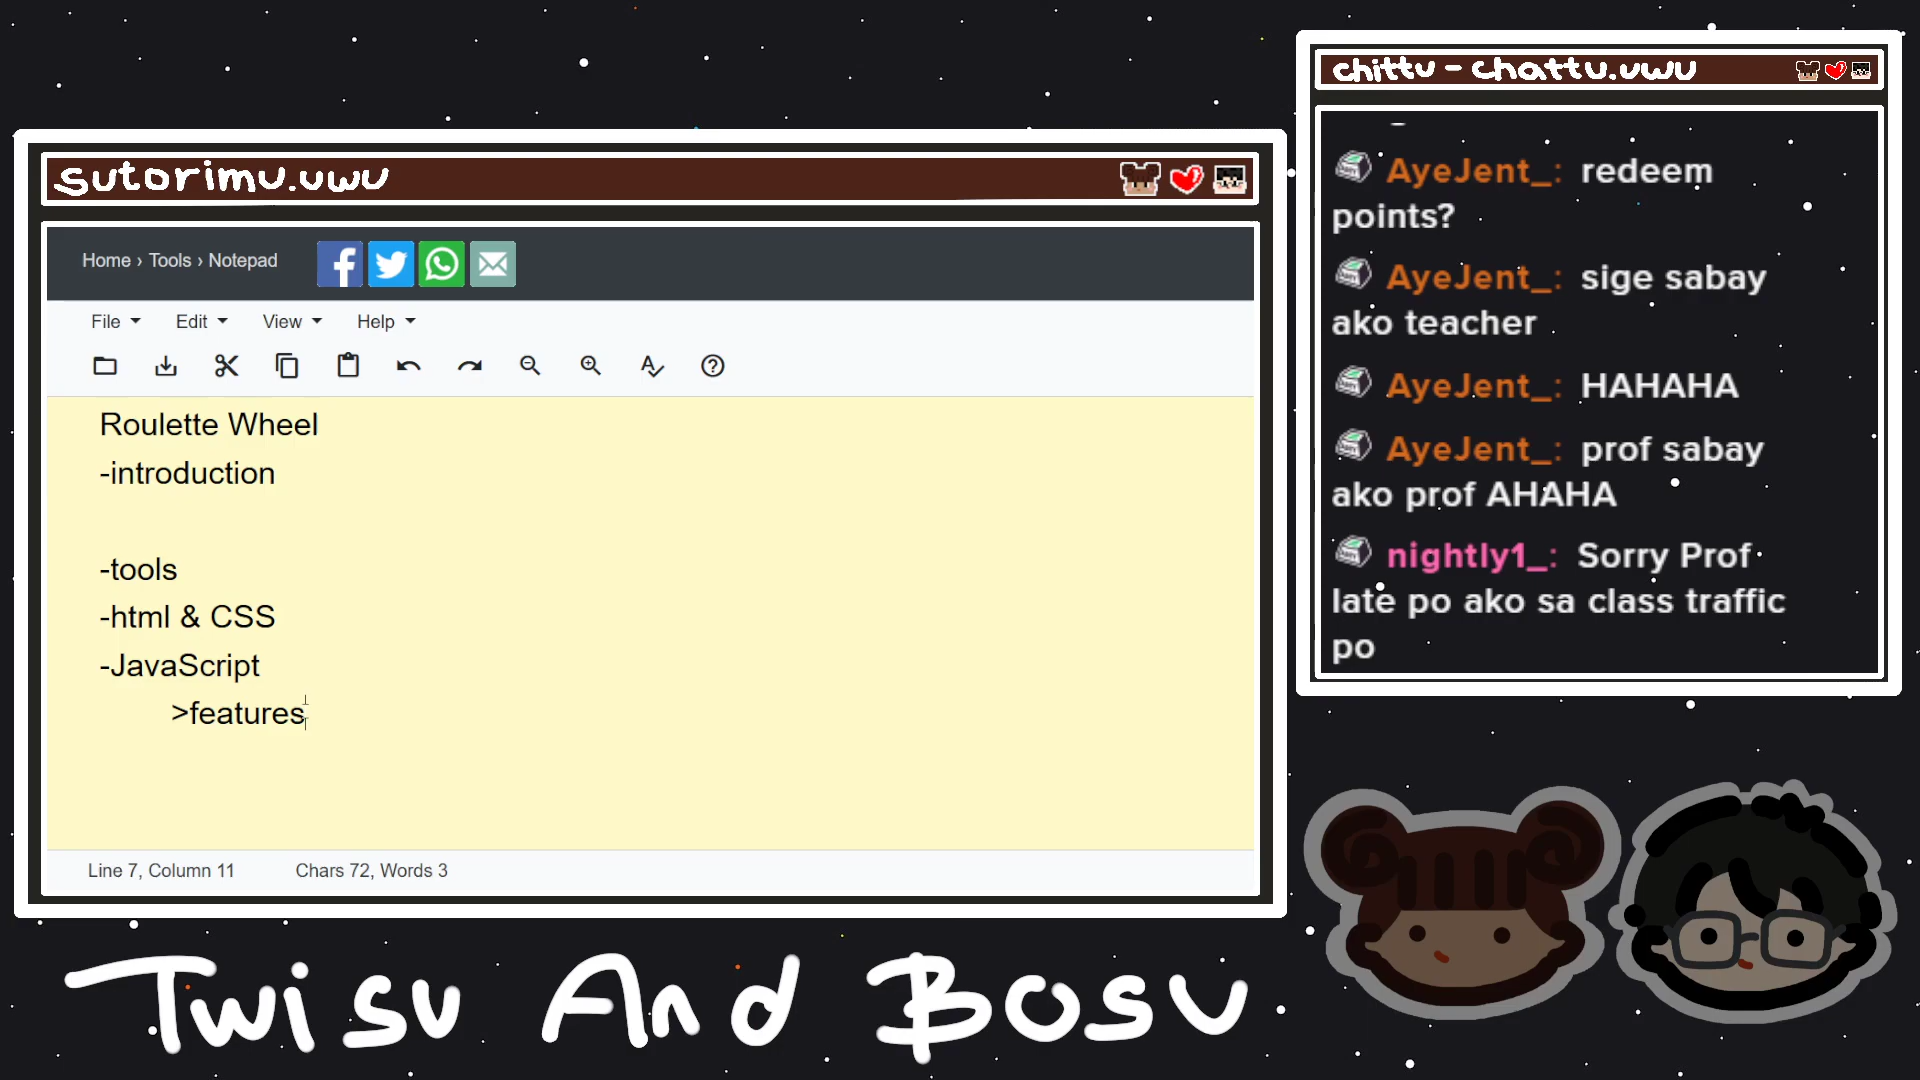 sutorimu.uwu
Home › Tools › Notepad
File Edit View Help
Roulette Wheel
-introduction
-tools
-html & CSS
-JavaScript
>features
Line 7, Column 11 Chars 72, Words 3
chittu - chattu.uwu
AyeJent_: redeem
points?
AyeJent_: sige sabay
ako teacher
AyeJent_: HAHAHA
AyeJent_: prof sabay
ako prof AHAHA
nightly1_: Sorry Prof
late po ako sa class traffic
po
Twisu And Bosu